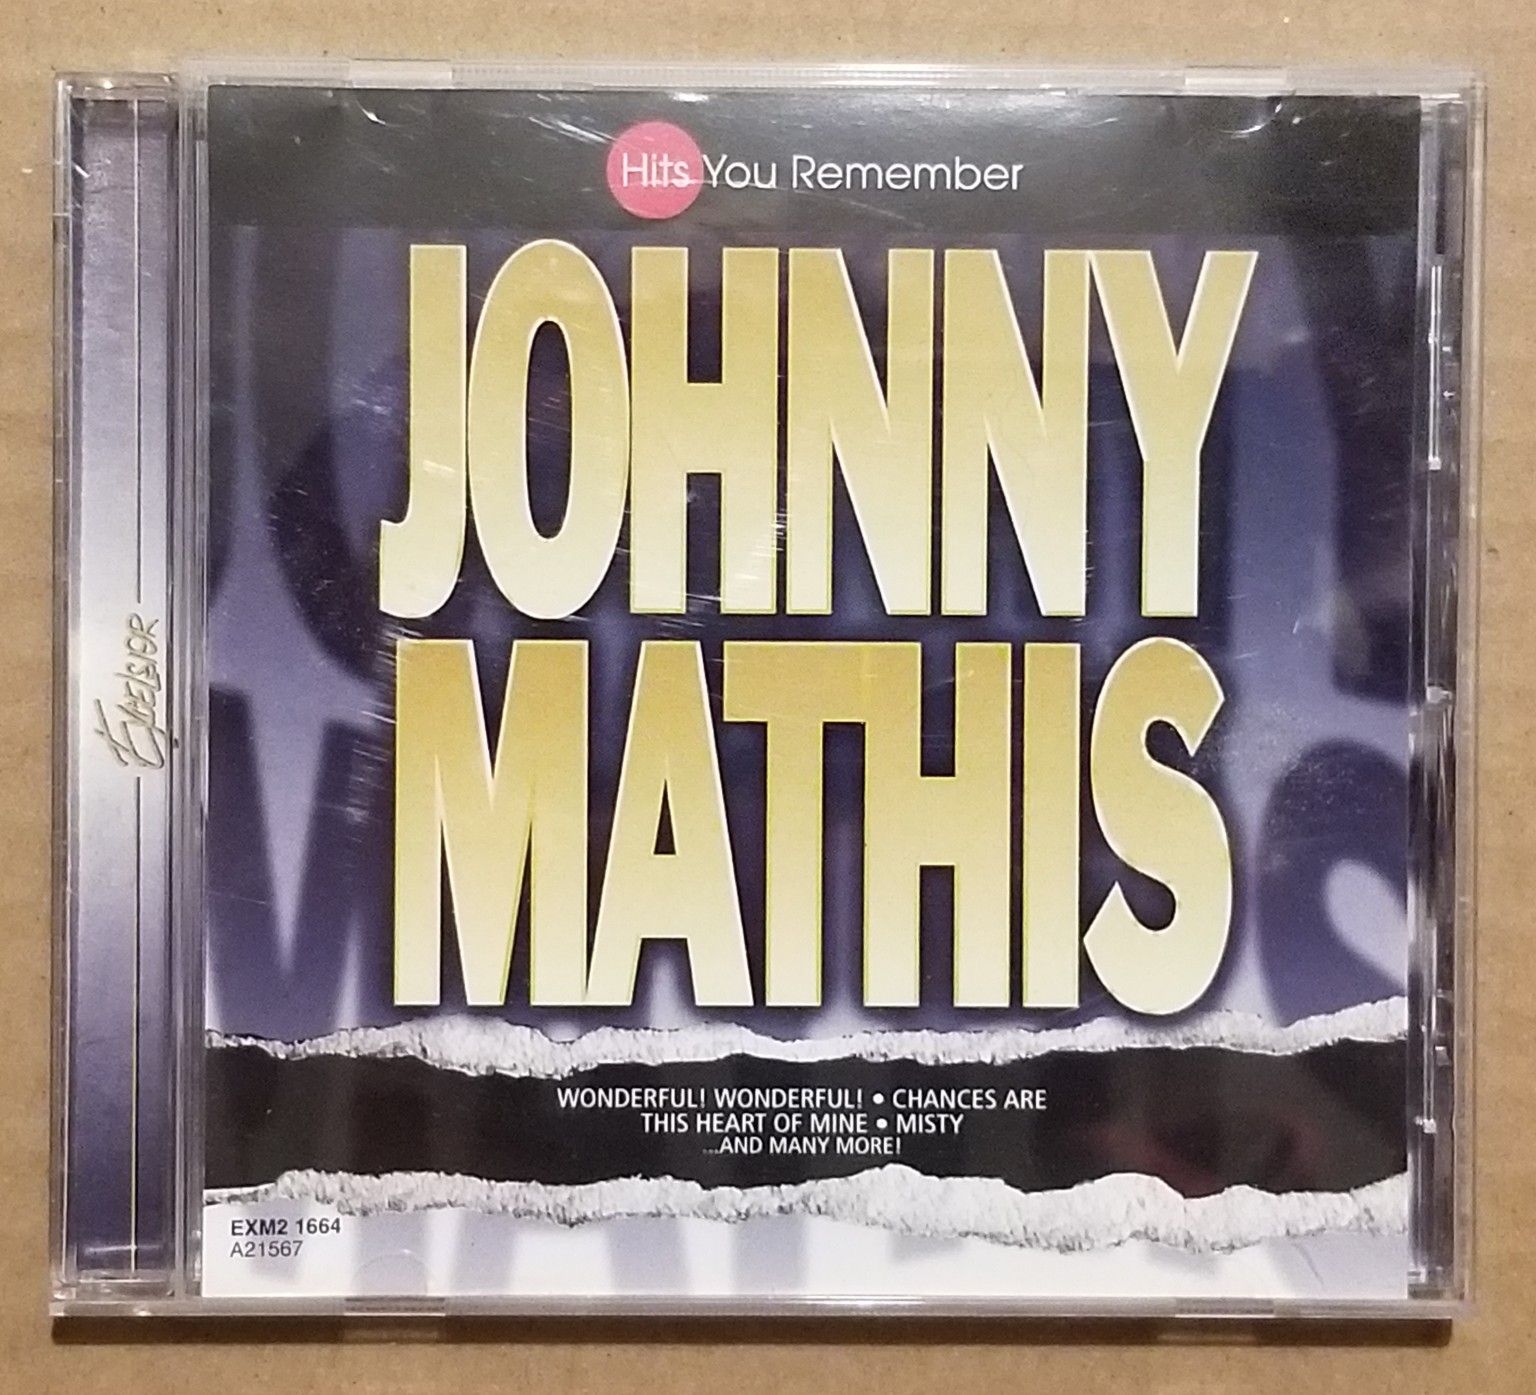 Hits You Remember
JOHNNY
MATHIS
WONDERFUL! WONDERFUL! • CHANCES ARE
THIS HEART OF MINE • MISTY
...AND MANY MORE!
EXM2 1664
A21567
EXCELSIOR